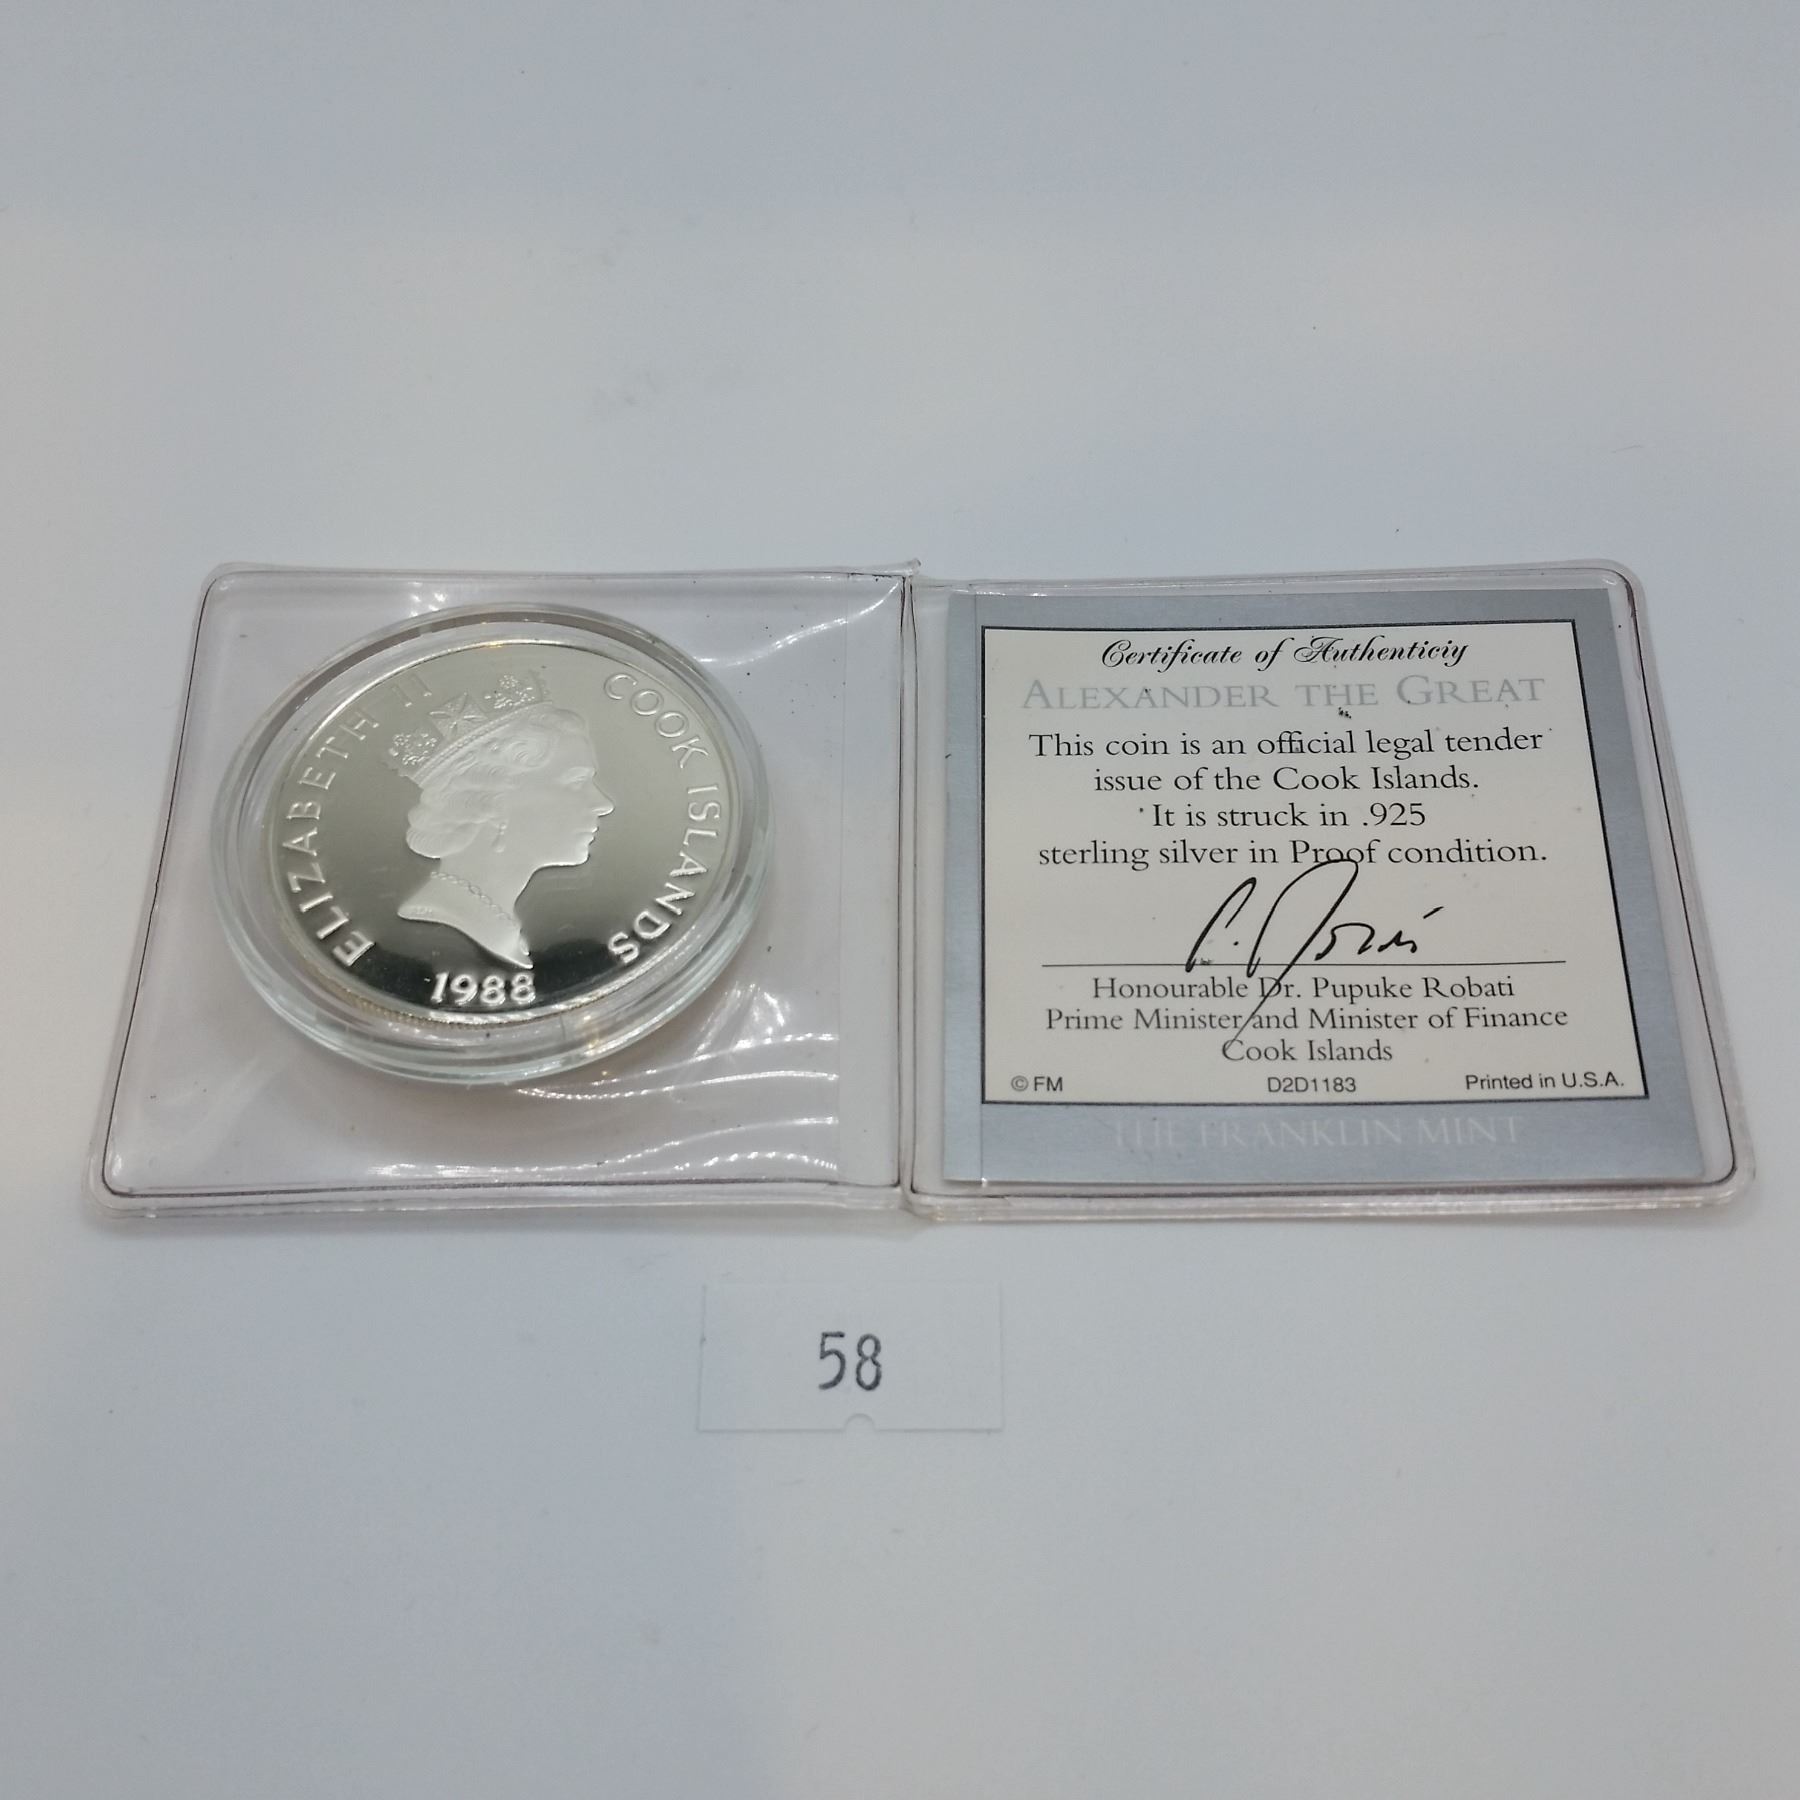 ELIZABETH II
COOK ISLANDS
1988
Certificate of Authenticiy
ALEXANDER THE GREAT
This coin is an official legal tender
issue of the Cook Islands.
It is struck in .925
sterling silver in Proof condition.
Honourable Dr. Pupuke Robati
Prime Minister and Minister of Finance
Cook Islands
© FM D2D1183 Printed in U.S.A.
THE FRANKLIN MINT
58